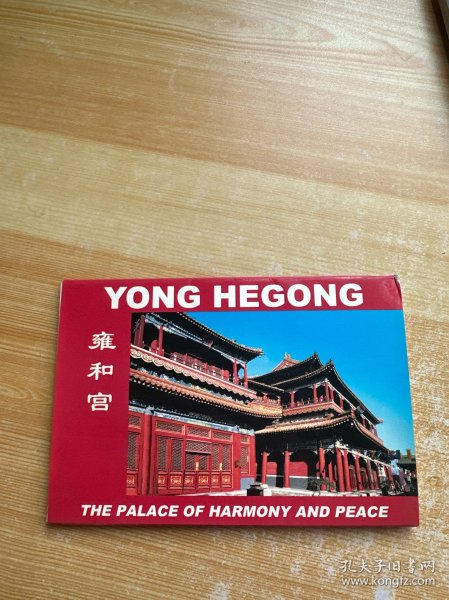 YONG HEGONG
雍和宫
THE PALACE OF HARMONY AND PEACE
孔夫子旧书网
www.kongfz.com